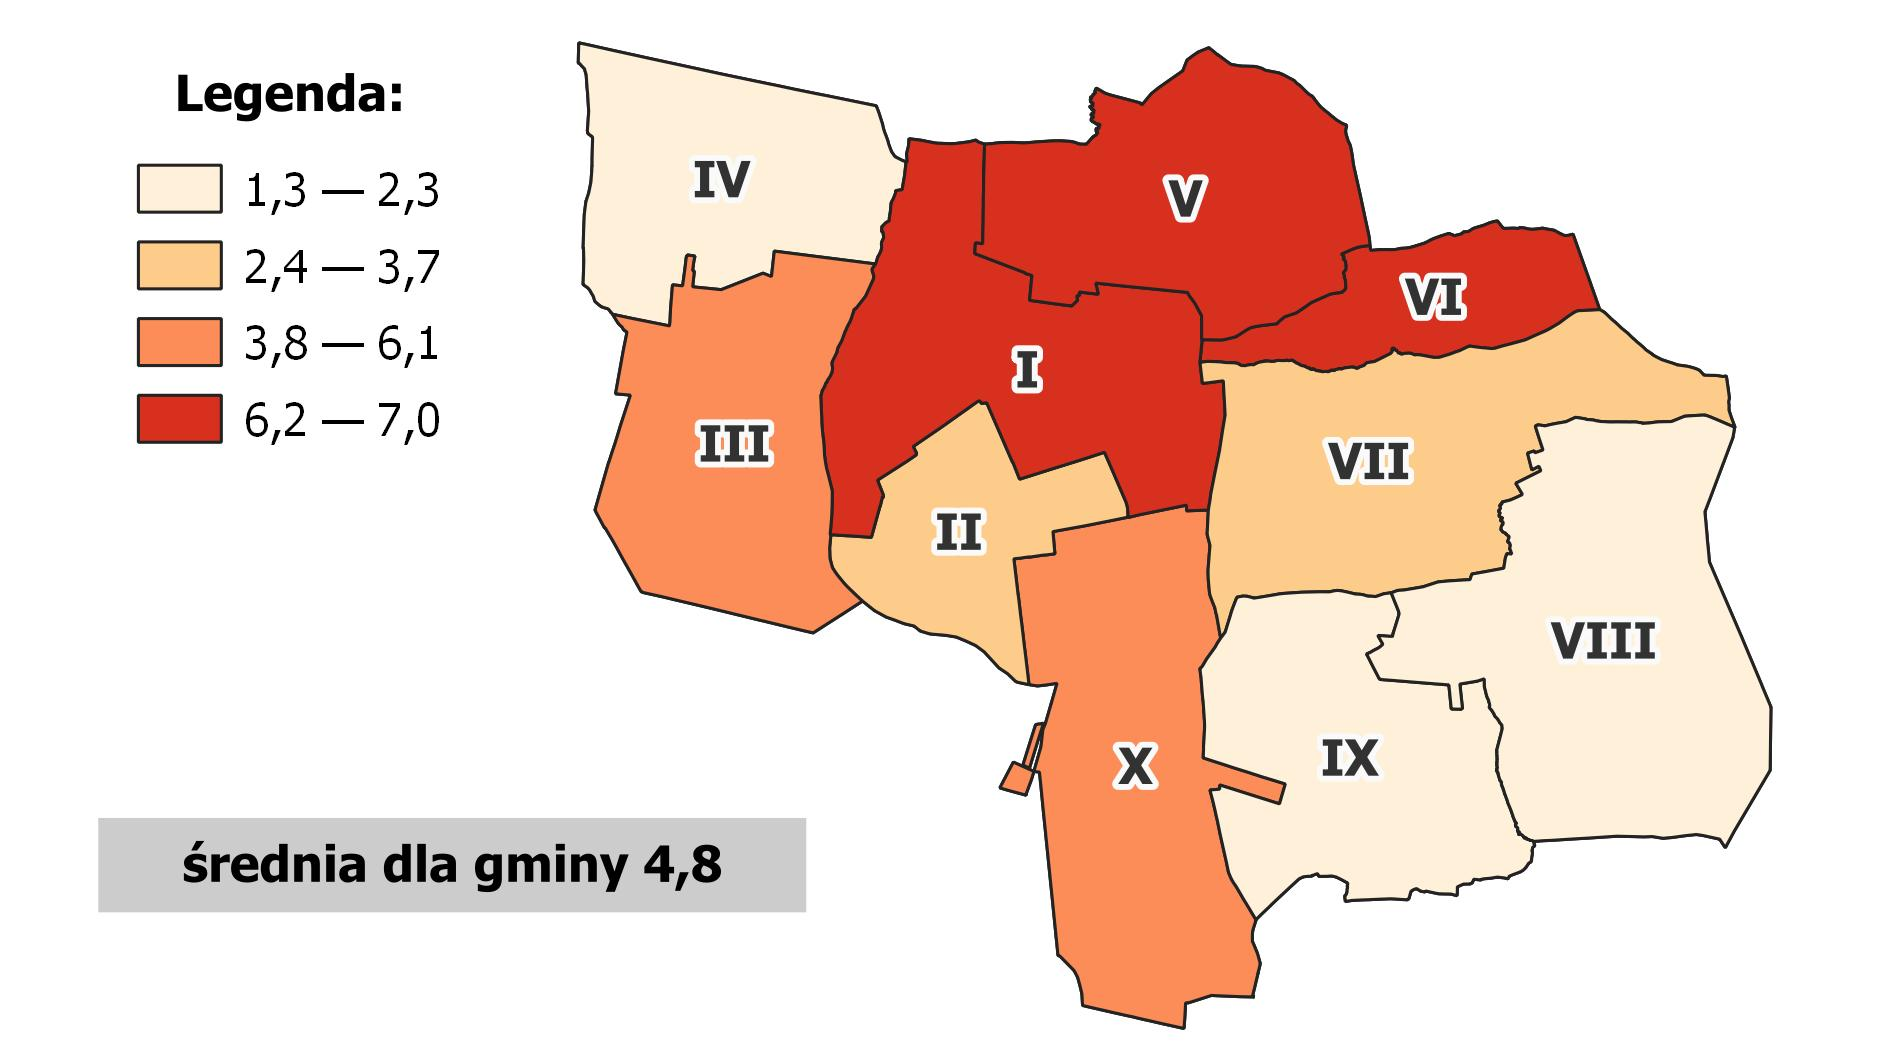 Legenda:
1,3 — 2,3
2,4 — 3,7
3,8 — 6,1
6,2 — 7,0
IV
V
VI
I
III
VII
II
VIII
IX
X
średnia dla gminy 4,8